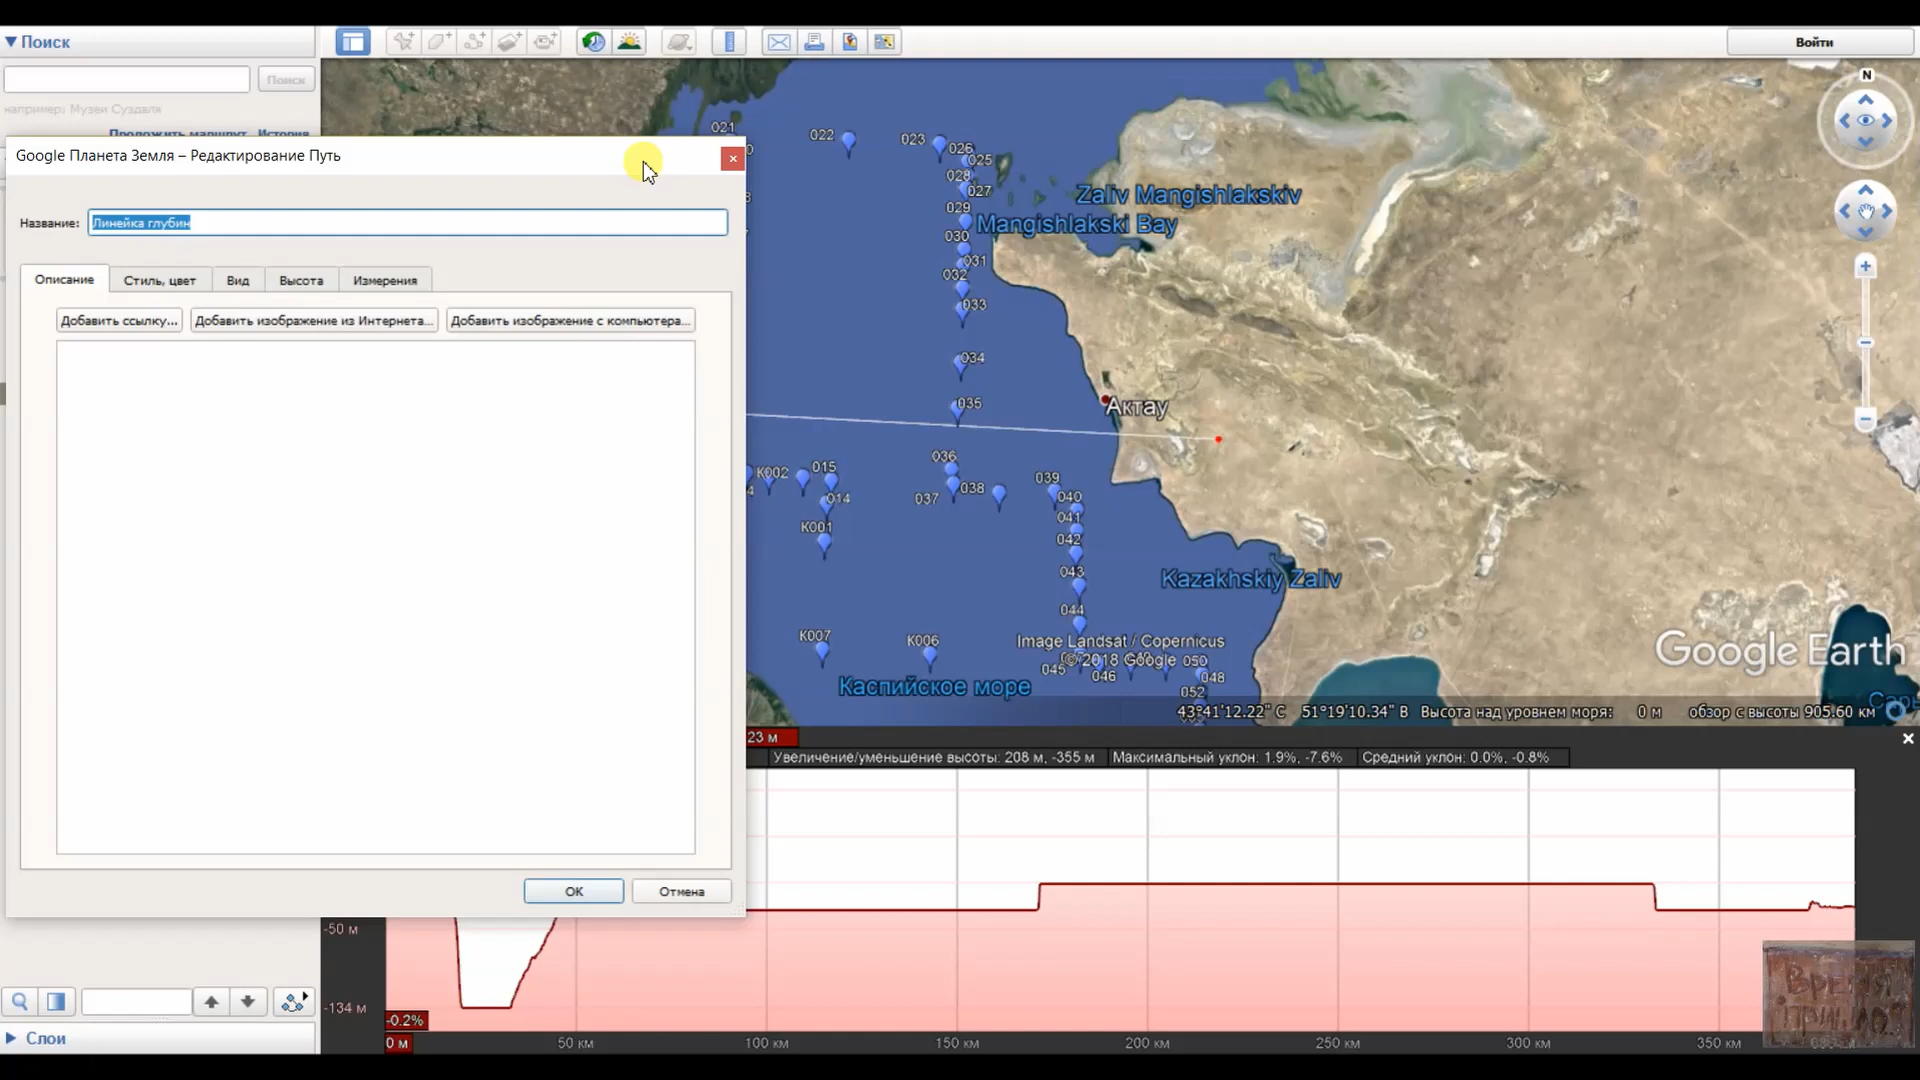 Поиск
Войти
Поиск
например: Музеи Суздаля
Проложить маршрут История
Google Планета Земля – Редактирование Путь
Название: Линейка глубин
Описание Стиль, цвет Вид Высота Измерения
Добавить ссылку... Добавить изображение из Интернета... Добавить изображение с компьютера...
OK Отмена
N
021
022
023
026
025
028
027
029
030
031
032
033
034
035
036
037
038
039
040
041
042
043
044
045
046
050
048
052
K002
015
014
K001
K007
K006
Zaliv Mangishlakskiv
Mangishlakski Bay
Актау
Kazakhskiy Zaliv
Image Landsat / Copernicus
© 2018 Google
Каспийское море
Google Earth
43°41'12.22" С 51°19'10.34" В Высота над уровнем моря: 0 м обзор с высоты 905.60 км
23 м
Увеличение/уменьшение высоты: 208 м, -355 м Максимальный уклон: 1.9%, -7.6% Средний уклон: 0.0%, -0.8%
-50 м
-134 м
-0.2%
0 м 50 км 100 км 150 км 200 км 250 км 300 км 350 км
Слои
ВРЕМЯ
ПРИШЛО!